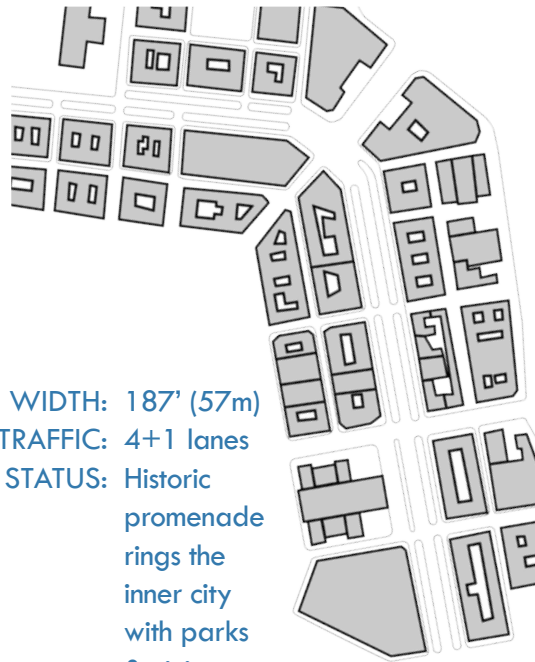 WIDTH: 187' (57m)
TRAFFIC: 4+1 lanes
STATUS: Historic
promenade
rings the
inner city
with parks